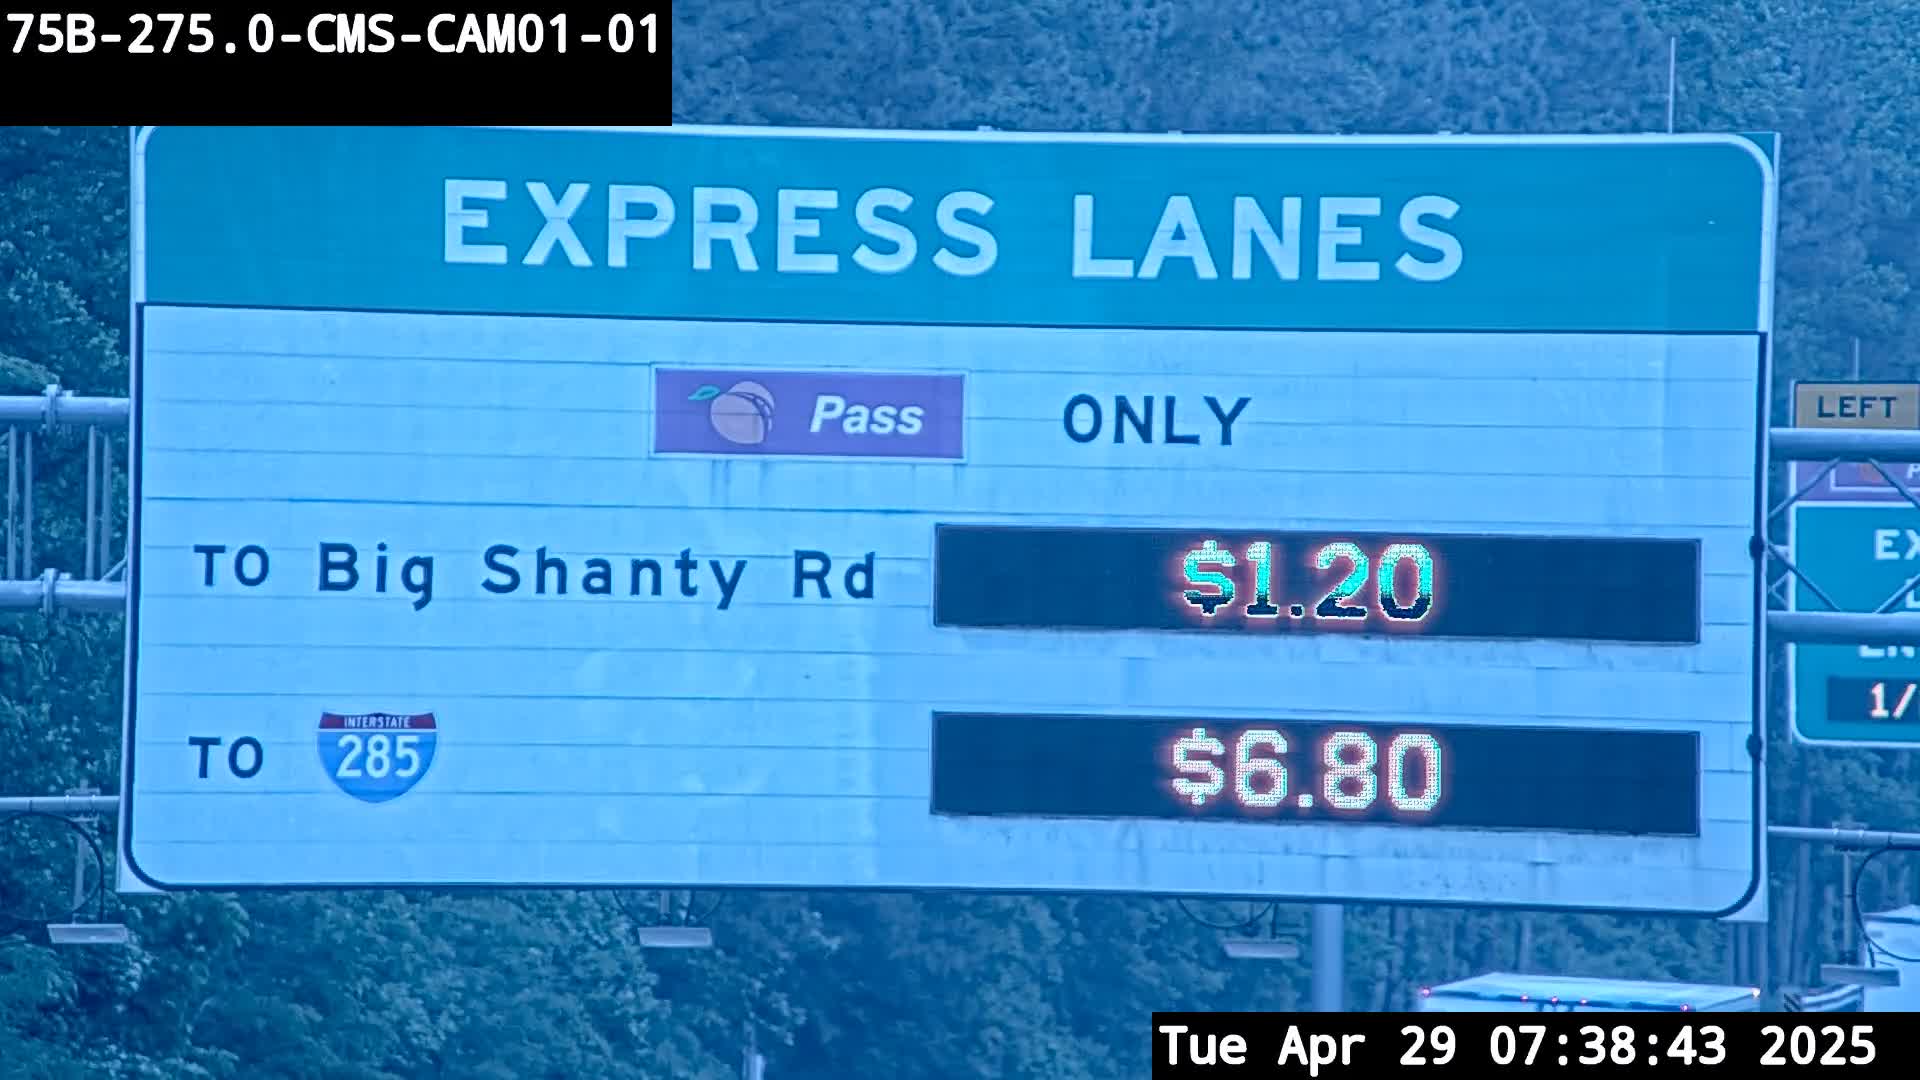 75B-275.0-CMS-CAM01-01
EXPRESS LANES
Pass ONLY
TO Big Shanty Rd $1.20
TO INTERSTATE 285 $6.80
LEFT
1/
Tue Apr 29 07:38:43 2025